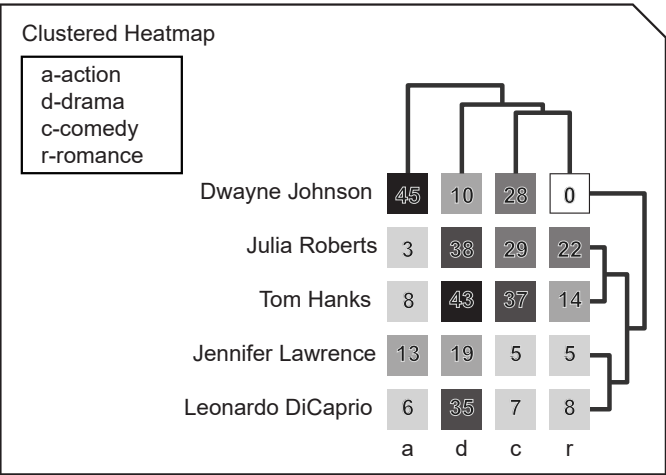 Clustered Heatmap
a-action
d-drama
c-comedy
r-romance
Dwayne Johnson 45 10 28 0
Julia Roberts 3 38 29 22
Tom Hanks 8 43 37 14
Jennifer Lawrence 13 19 5 5
Leonardo DiCaprio 6 35 7 8
a d c r